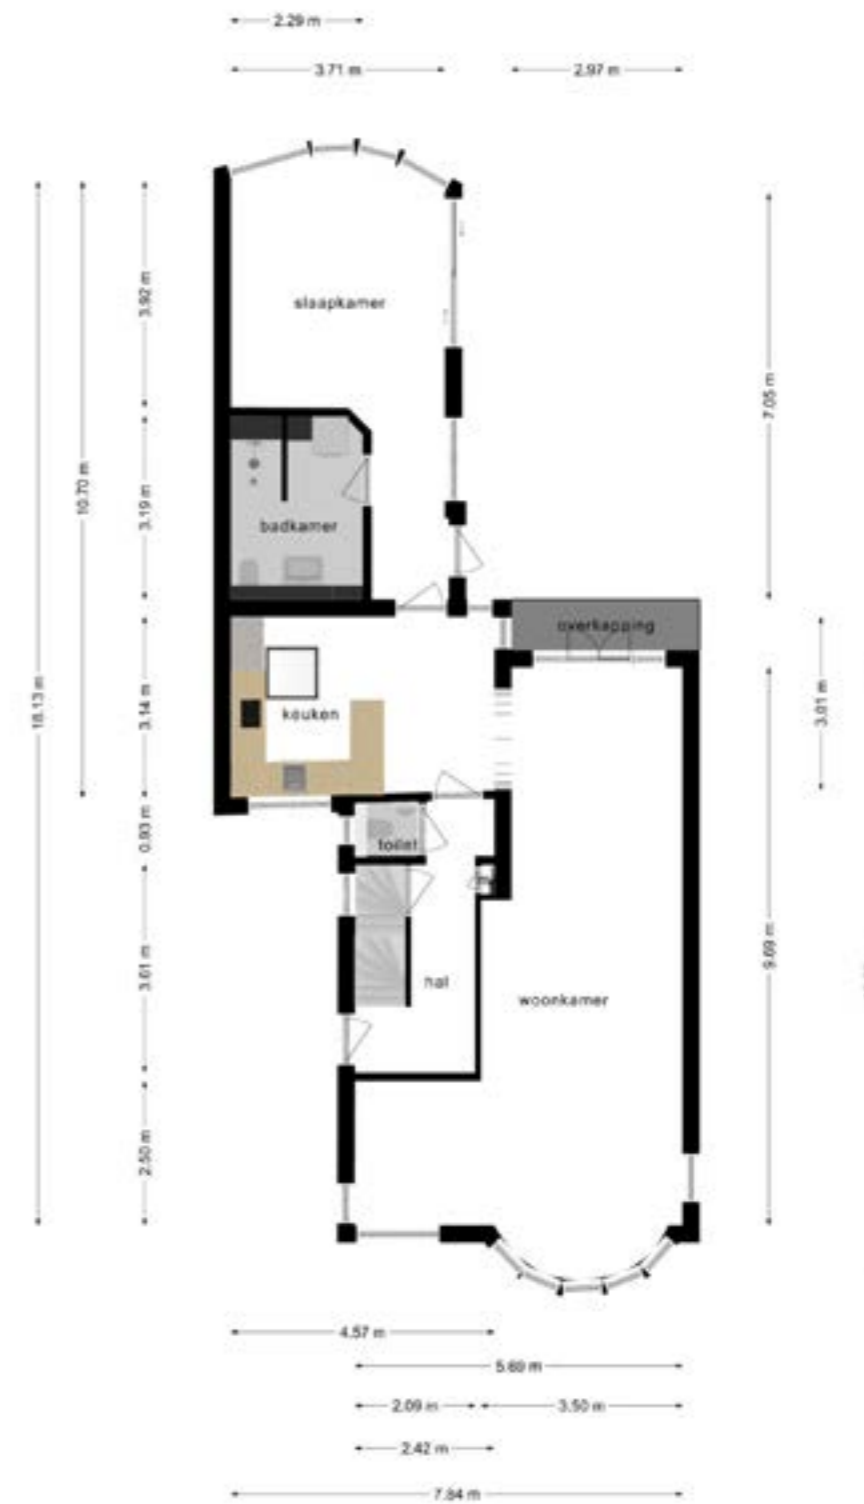 2.29 m
3.71 m
2.97 m
slaapkamer
3.92 m
7.05 m
10.70 m
3.19 m
badkamer
overkapping
18.13 m
3.14 m
keuken
3.01 m
0.93 m
toilet
3.61 m
hal
woonkamer
9.69 m
2.50 m
4.57 m
5.69 m
2.09 m
3.50 m
2.42 m
7.84 m